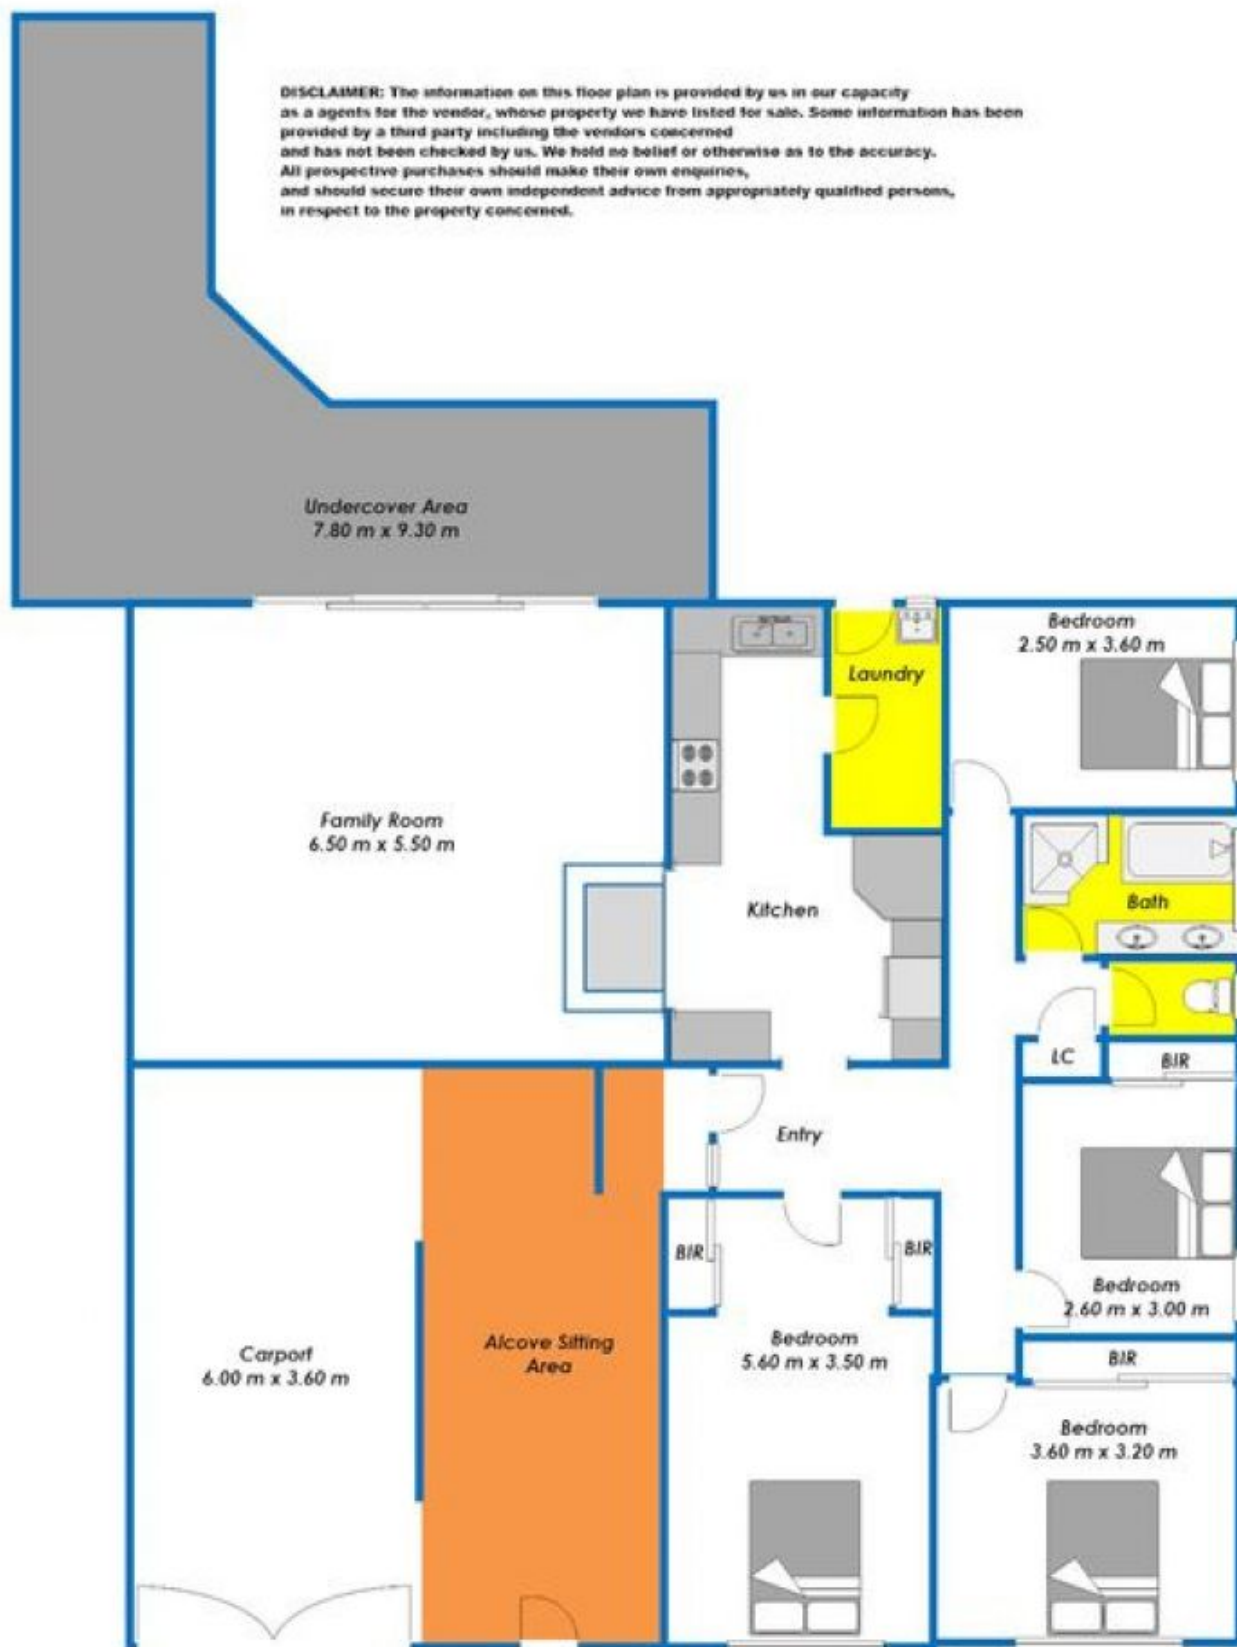 DISCLAIMER: The information on this floor plan is provided by us in our capacity
as a agents for the vendor, whose property we have listed for sale. Some information has been
provided by a third party including the vendors concerned
and has not been checked by us. We hold no belief or otherwise as to the accuracy.
All prospective purchases should make their own enquiries,
and should secure their own independent advice from appropriately qualified persons,
in respect to the property concerned.
Undercover Area
7.80 m x 9.30 m
Bedroom
2.50 m x 3.60 m
Laundry
Family Room
6.50 m x 5.50 m
Kitchen
Bath
LC
BIR
Entry
BIR
BIR
Bedroom
2.60 m x 3.00 m
Alcove Sitting
Area
Carport
6.00 m x 3.60 m
Bedroom
5.60 m x 3.50 m
BIR
Bedroom
3.60 m x 3.20 m